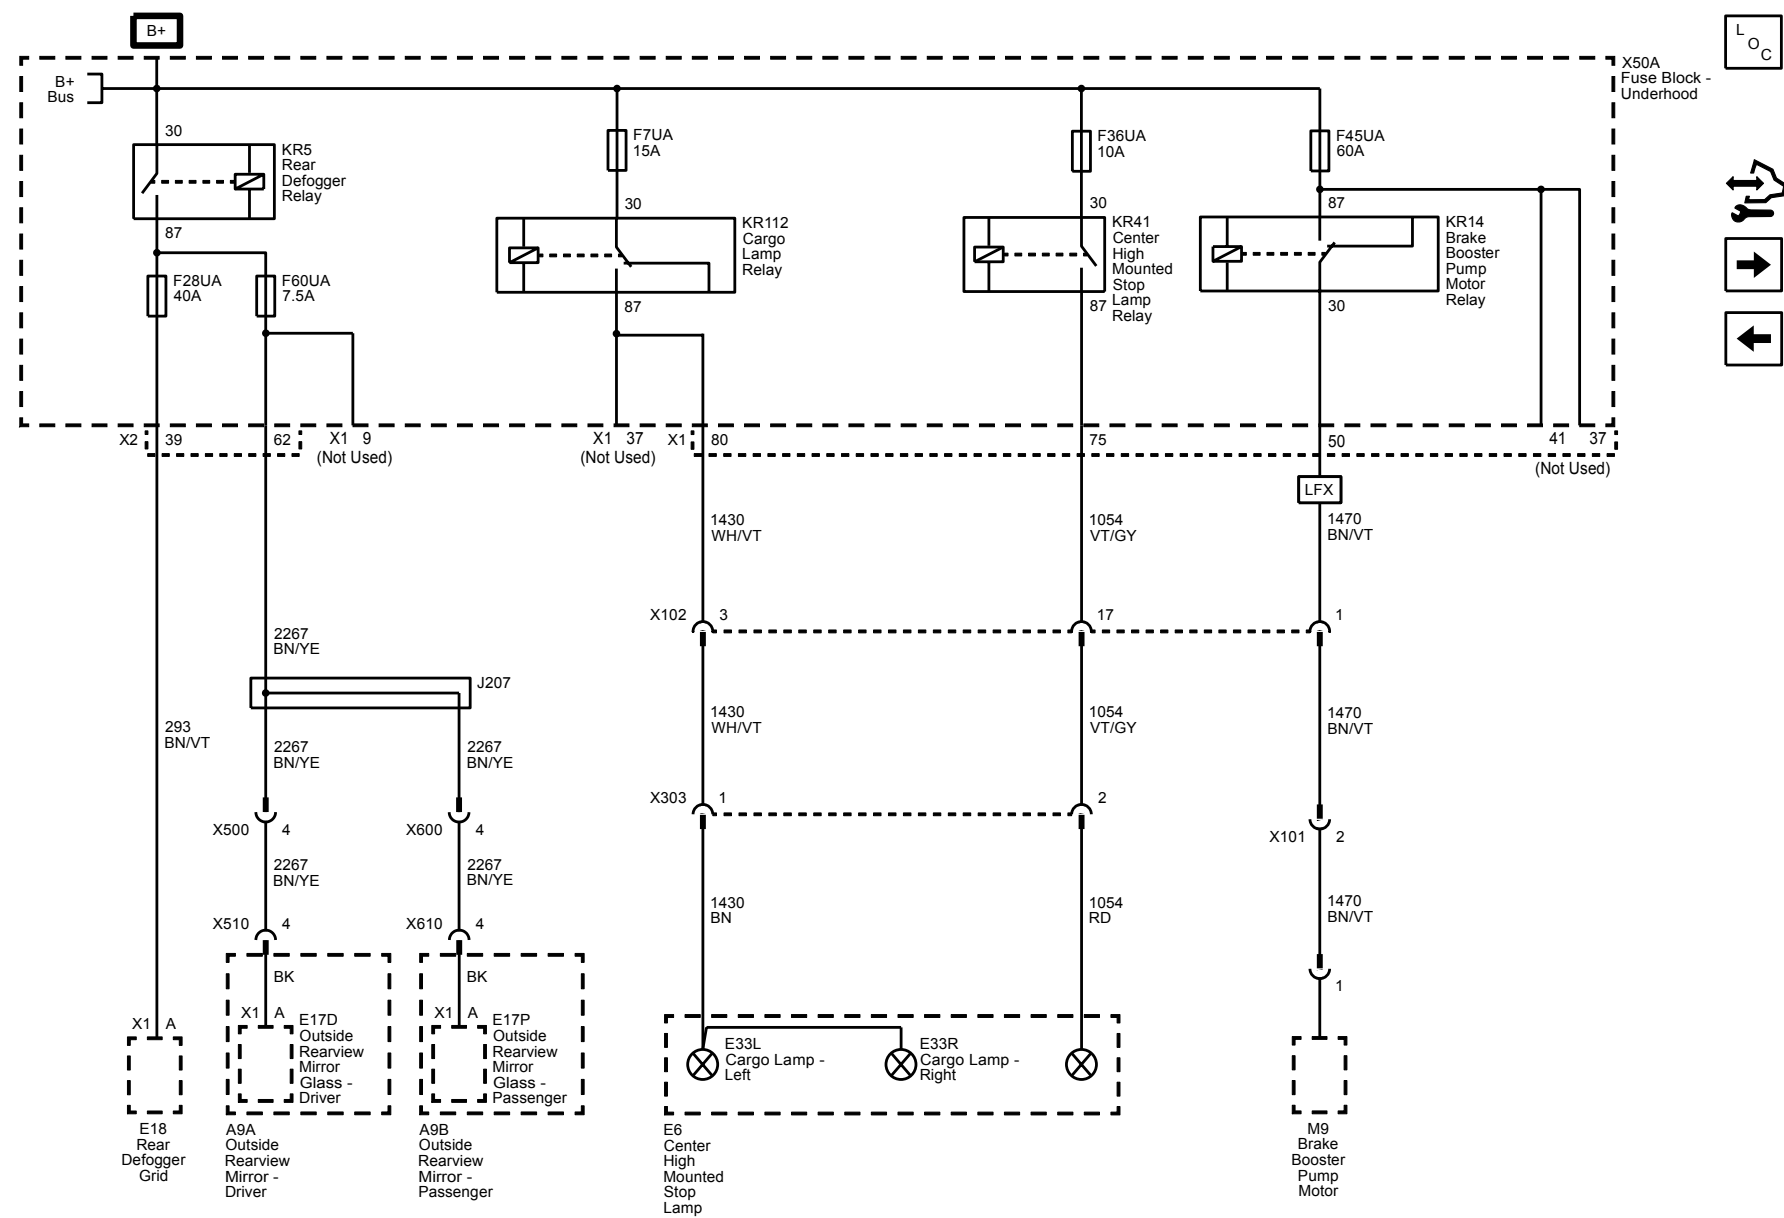 B+
L
O
C
B+
Bus
X50A
Fuse Block -
Underhood
30
KR5
Rear
Defogger
Relay
87
F28UA
40A
F60UA
7.5A
F7UA
15A
30
KR112
Cargo
Lamp
Relay
87
F36UA
10A
30
KR41
Center
High
Mounted
Stop
Lamp
Relay
87
F45UA
60A
87
KR14
Brake
Booster
Pump
Motor
Relay
30
X2 39
62
X1 9
(Not Used)
X1 37
(Not Used)
X1 80
75
50
41 37
(Not Used)
LFX
1430
WH/VT
1054
VT/GY
1470
BN/VT
X102 3
17
1
2267
BN/YE
J207
293
BN/VT
2267
BN/YE
2267
BN/YE
1430
WH/VT
1054
VT/GY
1470
BN/VT
X303 1
2
X500 4
X600 4
X101 2
2267
BN/YE
2267
BN/YE
1430
BN
1054
RD
1470
BN/VT
X510 4
X610 4
BK
BK
1
X1 A
X1 A
E17D
Outside
Rearview
Mirror
Glass -
Driver
X1 A
E17P
Outside
Rearview
Mirror
Glass -
Passenger
E33L
Cargo Lamp -
Left
E33R
Cargo Lamp -
Right
E18
Rear
Defogger
Grid
A9A
Outside
Rearview
Mirror -
Driver
A9B
Outside
Rearview
Mirror -
Passenger
E6
Center
High
Mounted
Stop
Lamp
M9
Brake
Booster
Pump
Motor